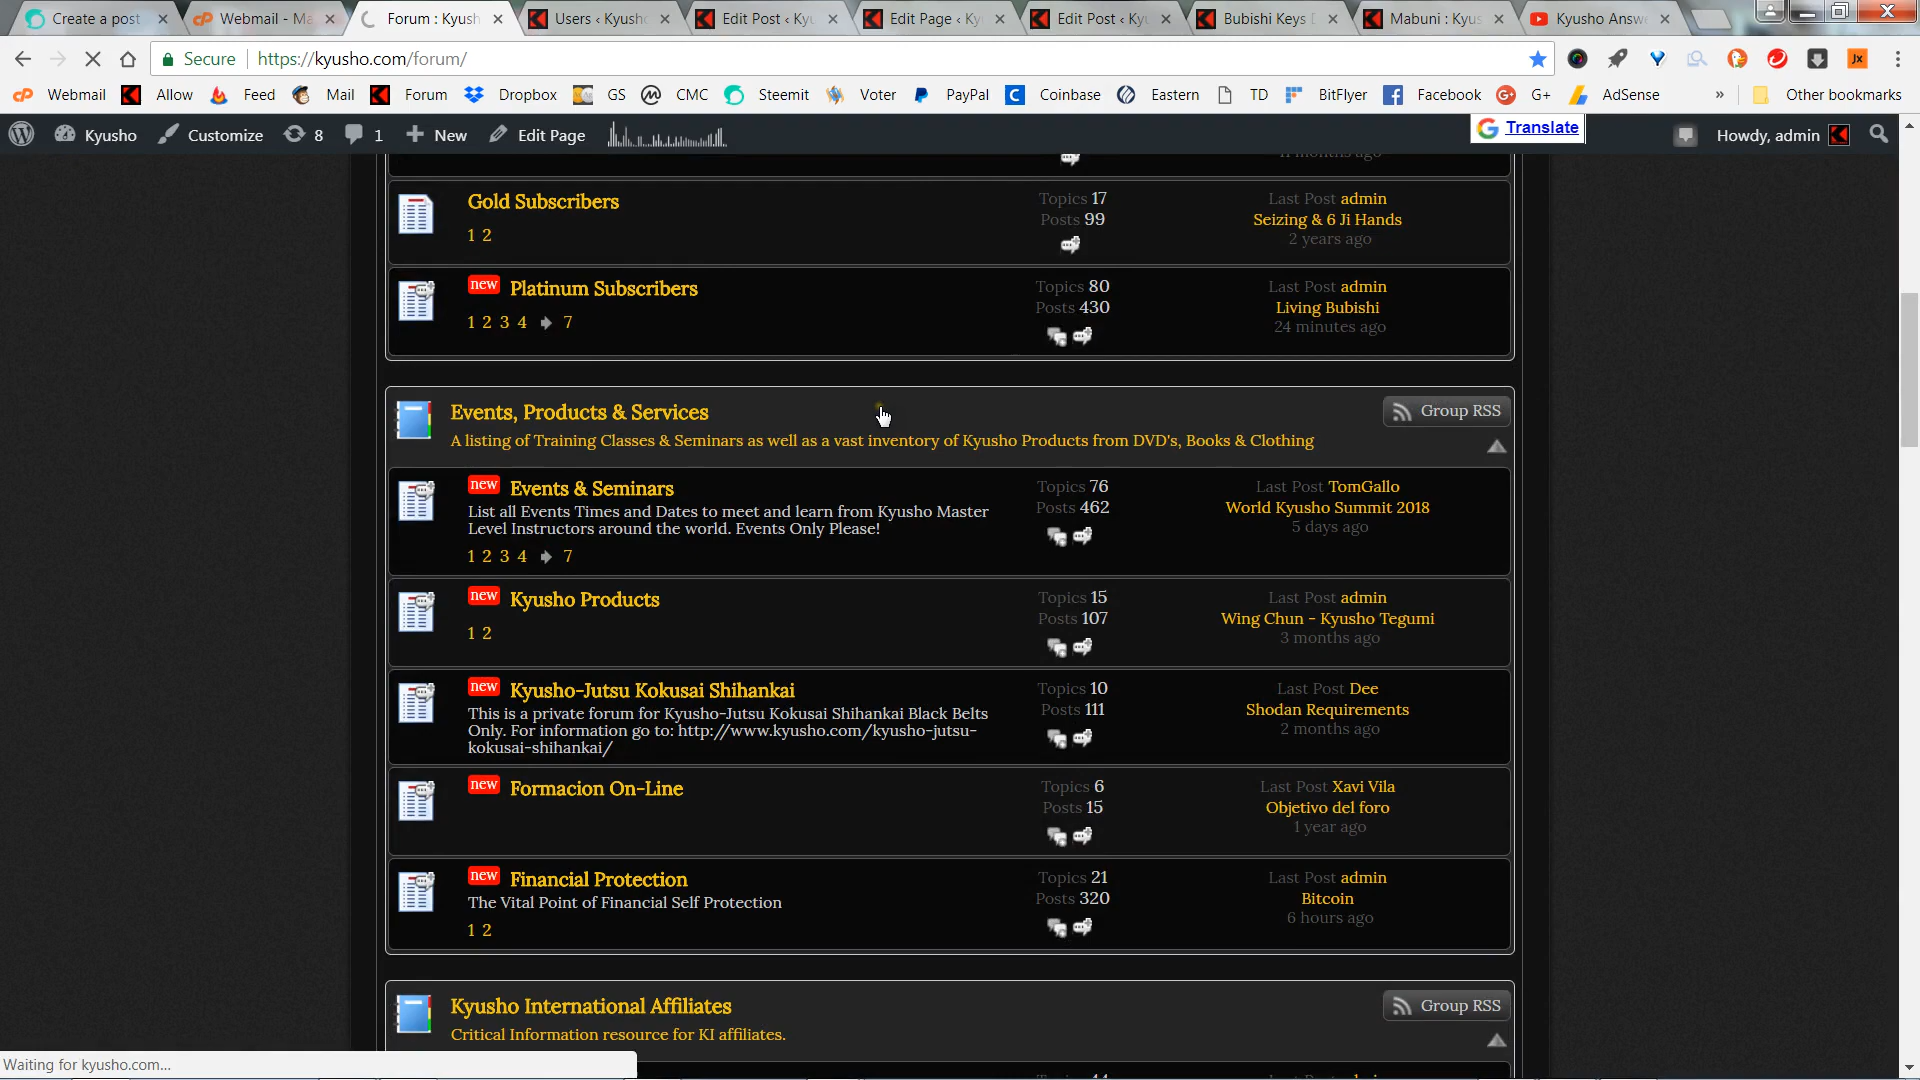 Create a post
Webmail - Ma
Forum : Kyush
Users ‹ Kyusho
Edit Post ‹ Kyu
Edit Page ‹ Ky
Edit Post ‹ Kyu
Bubishi Keys D
Mabuni : Kyus
Kyusho Answ
Secure https://kyusho.com/forum/
Webmail Allow Feed Mail Forum Dropbox GS CMC Steemit Voter PayPal Coinbase Eastern TD BitFlyer Facebook G+ AdSense » Other bookmarks
Kyusho Customize 8 1 New Edit Page Translate Howdy, admin
11 months ago
Gold Subscribers
1 2
Topics 17
Posts 99
Last Post admin
Seizing & 6 Ji Hands
2 years ago
new Platinum Subscribers
1 2 3 4 7
Topics 80
Posts 430
Last Post admin
Living Bubishi
24 minutes ago
Events, Products & Services
A listing of Training Classes & Seminars as well as a vast inventory of Kyusho Products from DVD's, Books & Clothing
Group RSS
new Events & Seminars
List all Events Times and Dates to meet and learn from Kyusho Master
Level Instructors around the world. Events Only Please!
1 2 3 4 7
Topics 76
Posts 462
Last Post TomGallo
World Kyusho Summit 2018
5 days ago
new Kyusho Products
1 2
Topics 15
Posts 107
Last Post admin
Wing Chun - Kyusho Tegumi
3 months ago
new Kyusho-Jutsu Kokusai Shihankai
This is a private forum for Kyusho-Jutsu Kokusai Shihankai Black Belts
Only. For information go to: http://www.kyusho.com/kyusho-jutsu-
kokusai-shihankai/
Topics 10
Posts 111
Last Post Dee
Shodan Requirements
2 months ago
new Formacion On-Line
Topics 6
Posts 15
Last Post Xavi Vila
Objetivo del foro
1 year ago
new Financial Protection
The Vital Point of Financial Self Protection
1 2
Topics 21
Posts 320
Last Post admin
Bitcoin
6 hours ago
Kyusho International Affiliates
Critical Information resource for KI affiliates.
Group RSS
Waiting for kyusho.com...